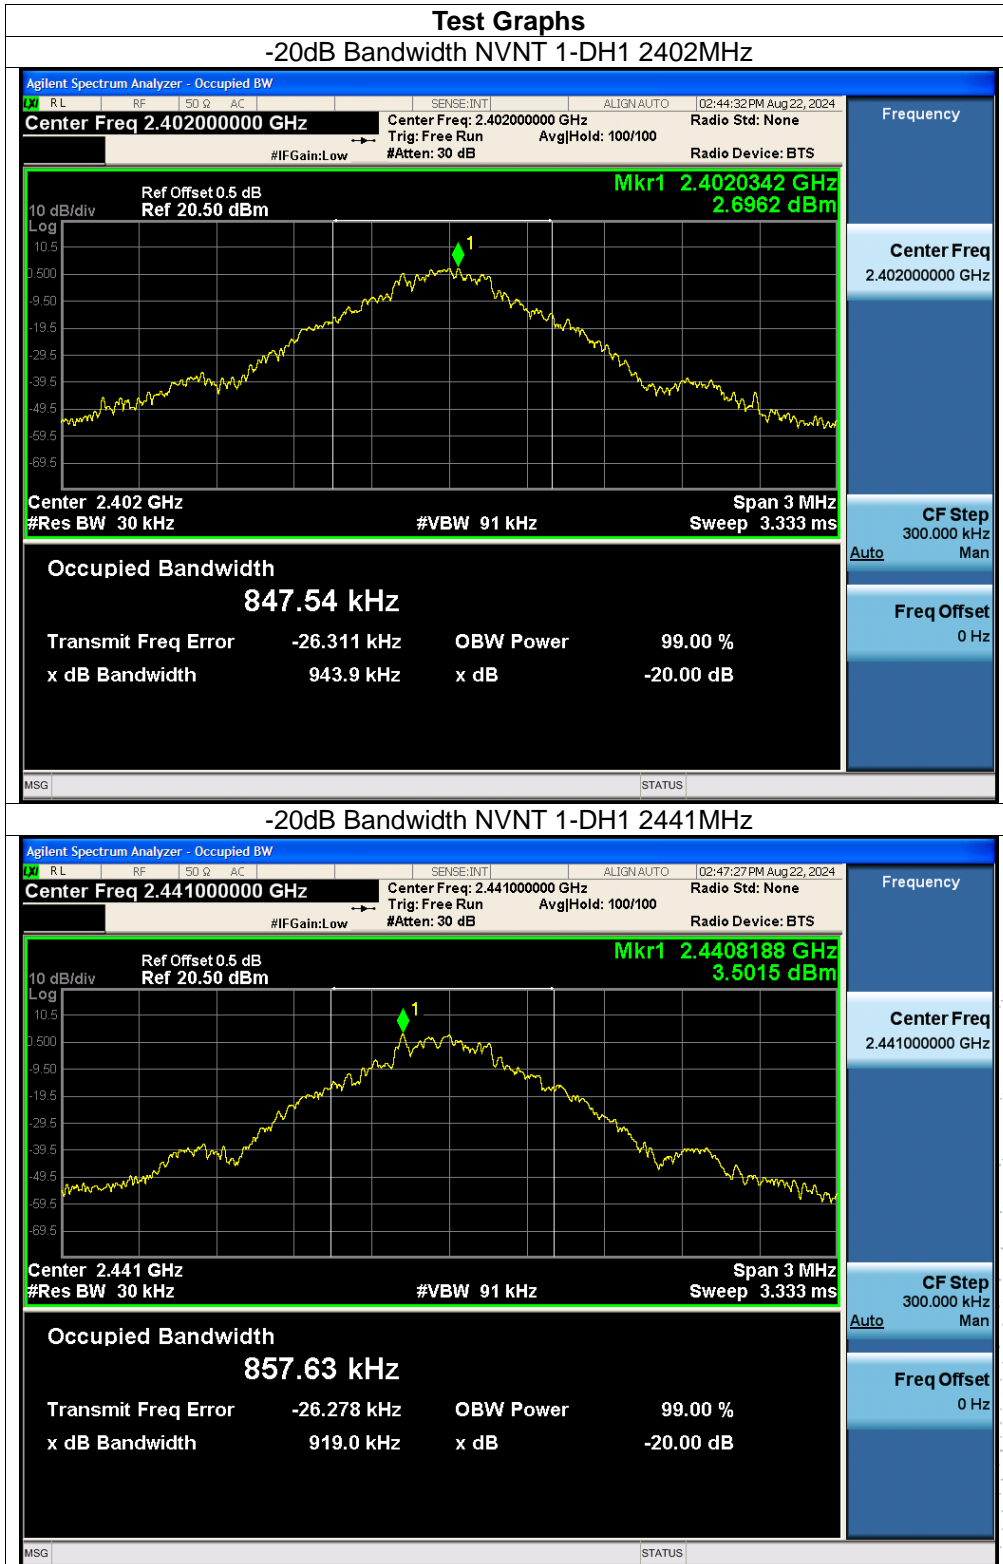 Test Graphs
-20dB Bandwidth NVNT 1-DH1 2402MHz
Agilent Spectrum Analyzer - Occupied BW
LXI RL RF 50 Ω AC SENSE:INT ALIGN AUTO 02:44:32 PM Aug 22, 2024
Center Freq 2.402000000 GHz
Center Freq: 2.402000000 GHz Radio Std: None
Trig: Free Run Avg|Hold: 100/100
#IFGain:Low #Atten: 30 dB Radio Device: BTS
Frequency
Mkr1 2.4020342 GHz
2.6962 dBm
Ref Offset 0.5 dB
10 dB/div Ref 20.50 dBm
Log
10.5
0.500
-9.50
-19.5
-29.5
-39.5
-49.5
-59.5
-69.5
1
Center 2.402 GHz Span 3 MHz
#Res BW 30 kHz #VBW 91 kHz Sweep 3.333 ms
Center Freq
2.402000000 GHz
CF Step
300.000 kHz
Auto Man
Freq Offset
0 Hz
Occupied Bandwidth
847.54 kHz
Transmit Freq Error -26.311 kHz OBW Power 99.00 %
x dB Bandwidth 943.9 kHz x dB -20.00 dB
MSG STATUS
-20dB Bandwidth NVNT 1-DH1 2441MHz
Agilent Spectrum Analyzer - Occupied BW
LXI RL RF 50 Ω AC SENSE:INT ALIGN AUTO 02:47:27 PM Aug 22, 2024
Center Freq 2.441000000 GHz
Center Freq: 2.441000000 GHz Radio Std: None
Trig: Free Run Avg|Hold: 100/100
#IFGain:Low #Atten: 30 dB Radio Device: BTS
Frequency
Mkr1 2.4408188 GHz
3.5015 dBm
Ref Offset 0.5 dB
10 dB/div Ref 20.50 dBm
Log
10.5
0.500
-9.50
-19.5
-29.5
-39.5
-49.5
-59.5
-69.5
1
Center 2.441 GHz Span 3 MHz
#Res BW 30 kHz #VBW 91 kHz Sweep 3.333 ms
Center Freq
2.441000000 GHz
CF Step
300.000 kHz
Auto Man
Freq Offset
0 Hz
Occupied Bandwidth
857.63 kHz
Transmit Freq Error -26.278 kHz OBW Power 99.00 %
x dB Bandwidth 919.0 kHz x dB -20.00 dB
MSG STATUS